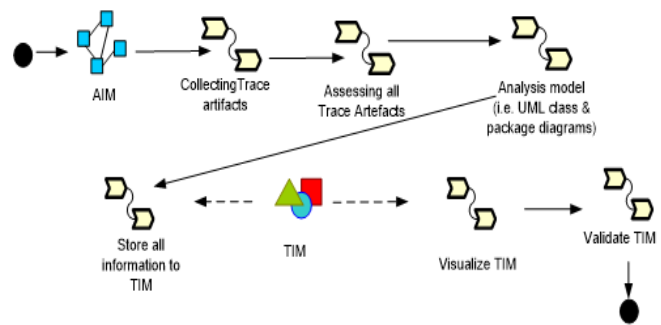 AIM
CollectingTrace
artifacts
Assessing all
Trace Artefacts
Analysis model
(i.e. UML class &
package diagrams)
Store all
information to
TIM
TIM
Visualize TIM
Validate TIM